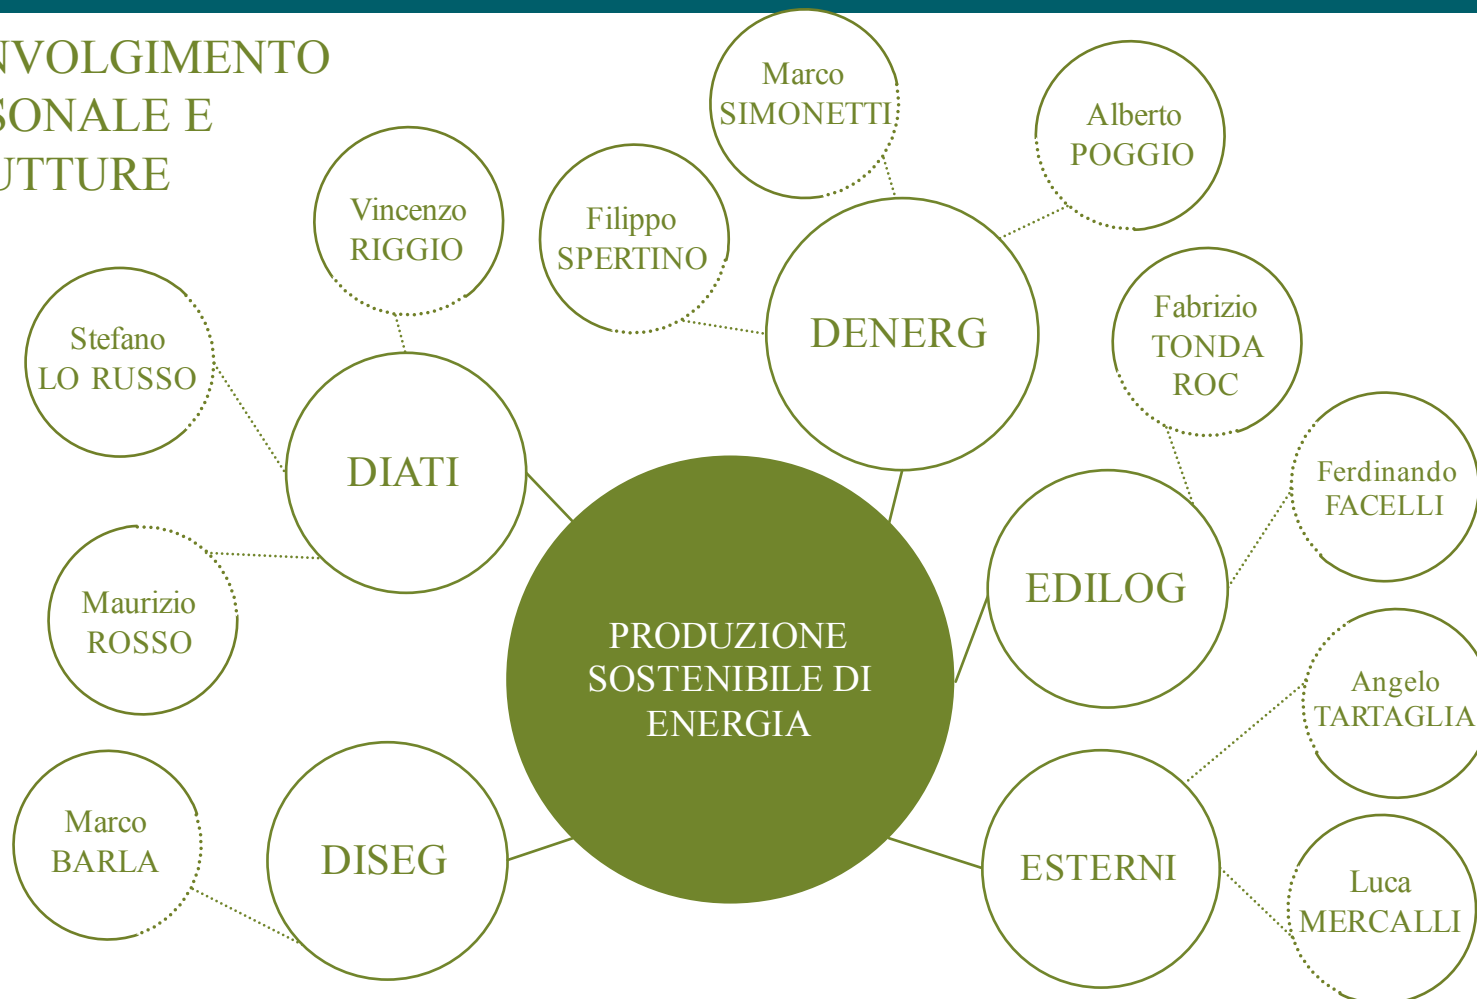 NVOLGIMENTO
SONALE E
UTTURE
Marco
SIMONETTI
Alberto
POGGIO
Vincenzo
RIGGIO
Filippo
SPERTINO
Stefano
LO RUSSO
DENERG
Fabrizio
TONDA
ROC
DIATI
Ferdinando
FACELLI
EDILOG
Maurizio
ROSSO
PRODUZIONE
SOSTENIBILE DI
ENERGIA
Angelo
TARTAGLIA
Marco
BARLA
DISEG
ESTERNI
Luca
MERCALLI